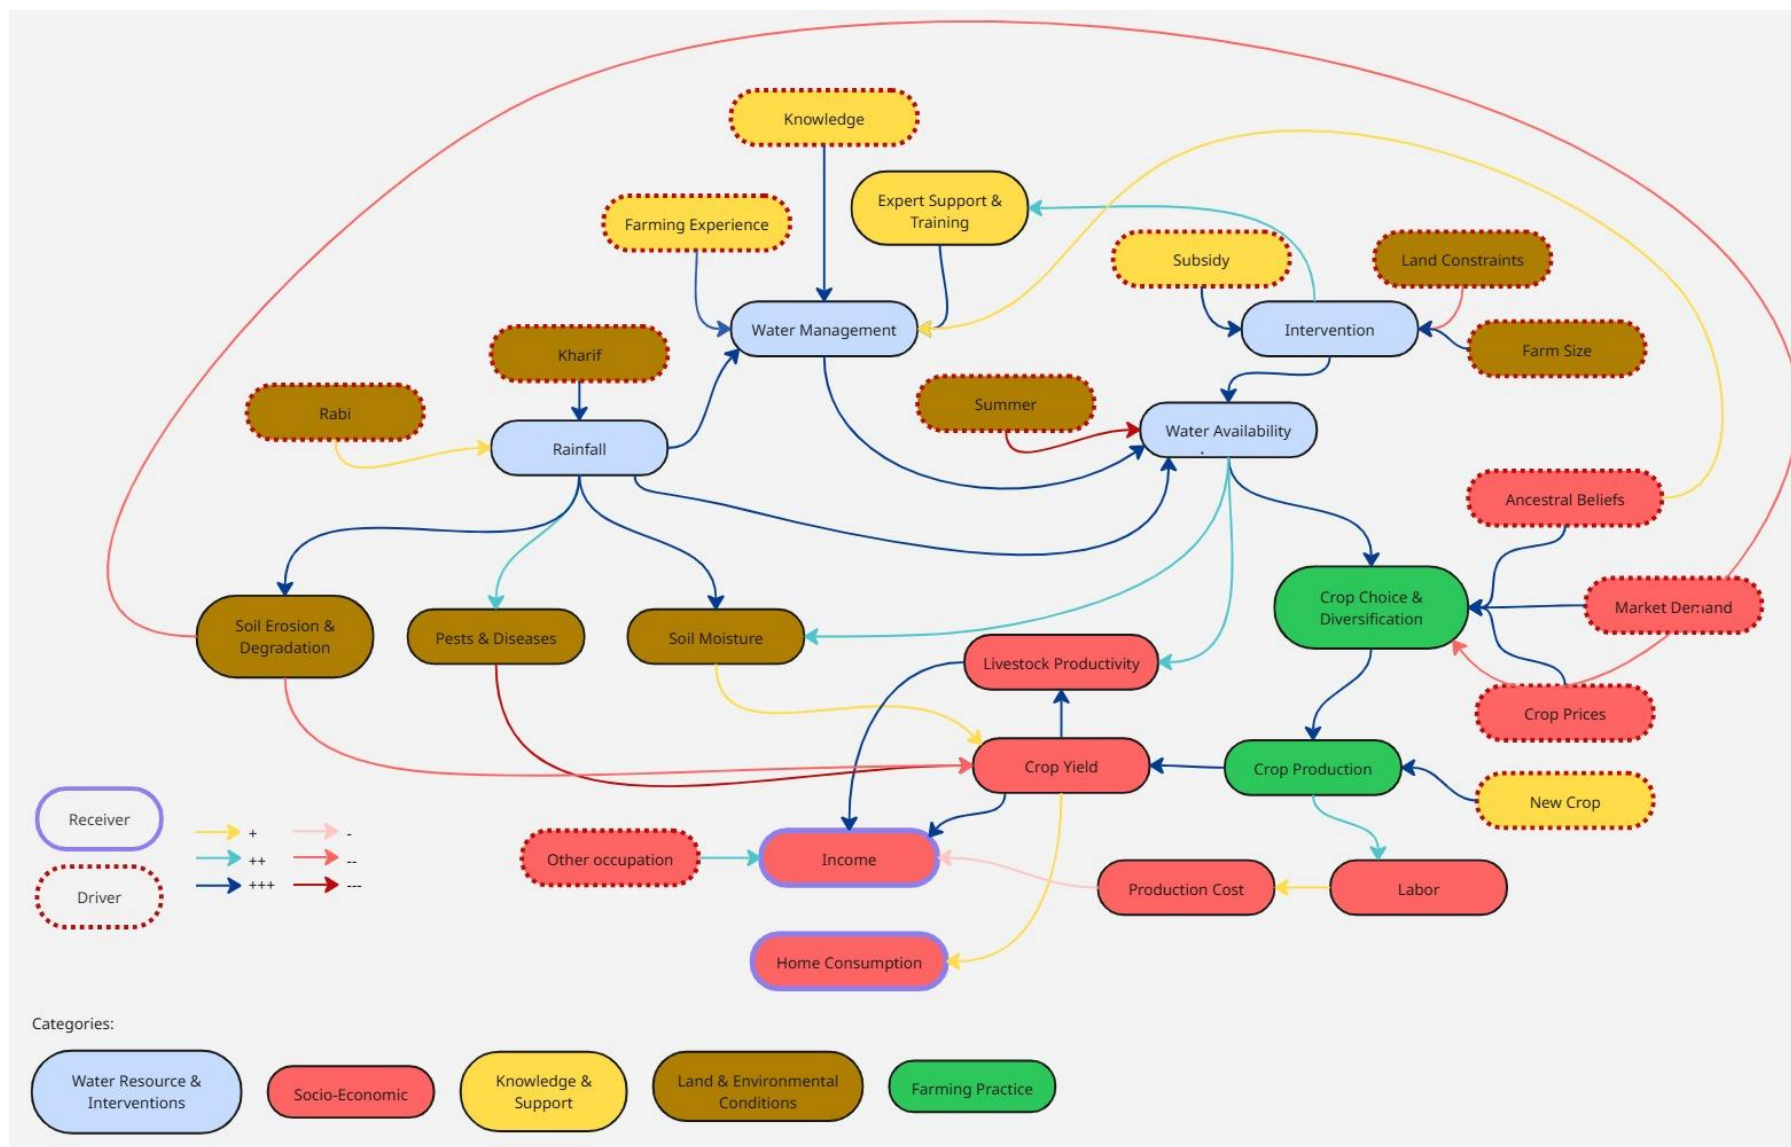 Knowledge
Expert Support &
Training
Farming Experience
Subsidy
Land Constraints
Water Management
Intervention
Farm Size
Kharif
Rabi
Summer
Rainfall
Water Availability
Ancestral Beliefs
Crop Choice &
Diversification
Market Demand
Soil Erosion &
Degradation
Pests & Diseases
Soil Moisture
Livestock Productivity
Crop Prices
Crop Yield
Crop Production
New Crop
Receiver
+
-
++
--
+++
---
Driver
Other occupation
Income
Production Cost
Labor
Home Consumption
Categories:
Water Resource &
Interventions
Socio-Economic
Knowledge &
Support
Land & Environmental
Conditions
Farming Practice